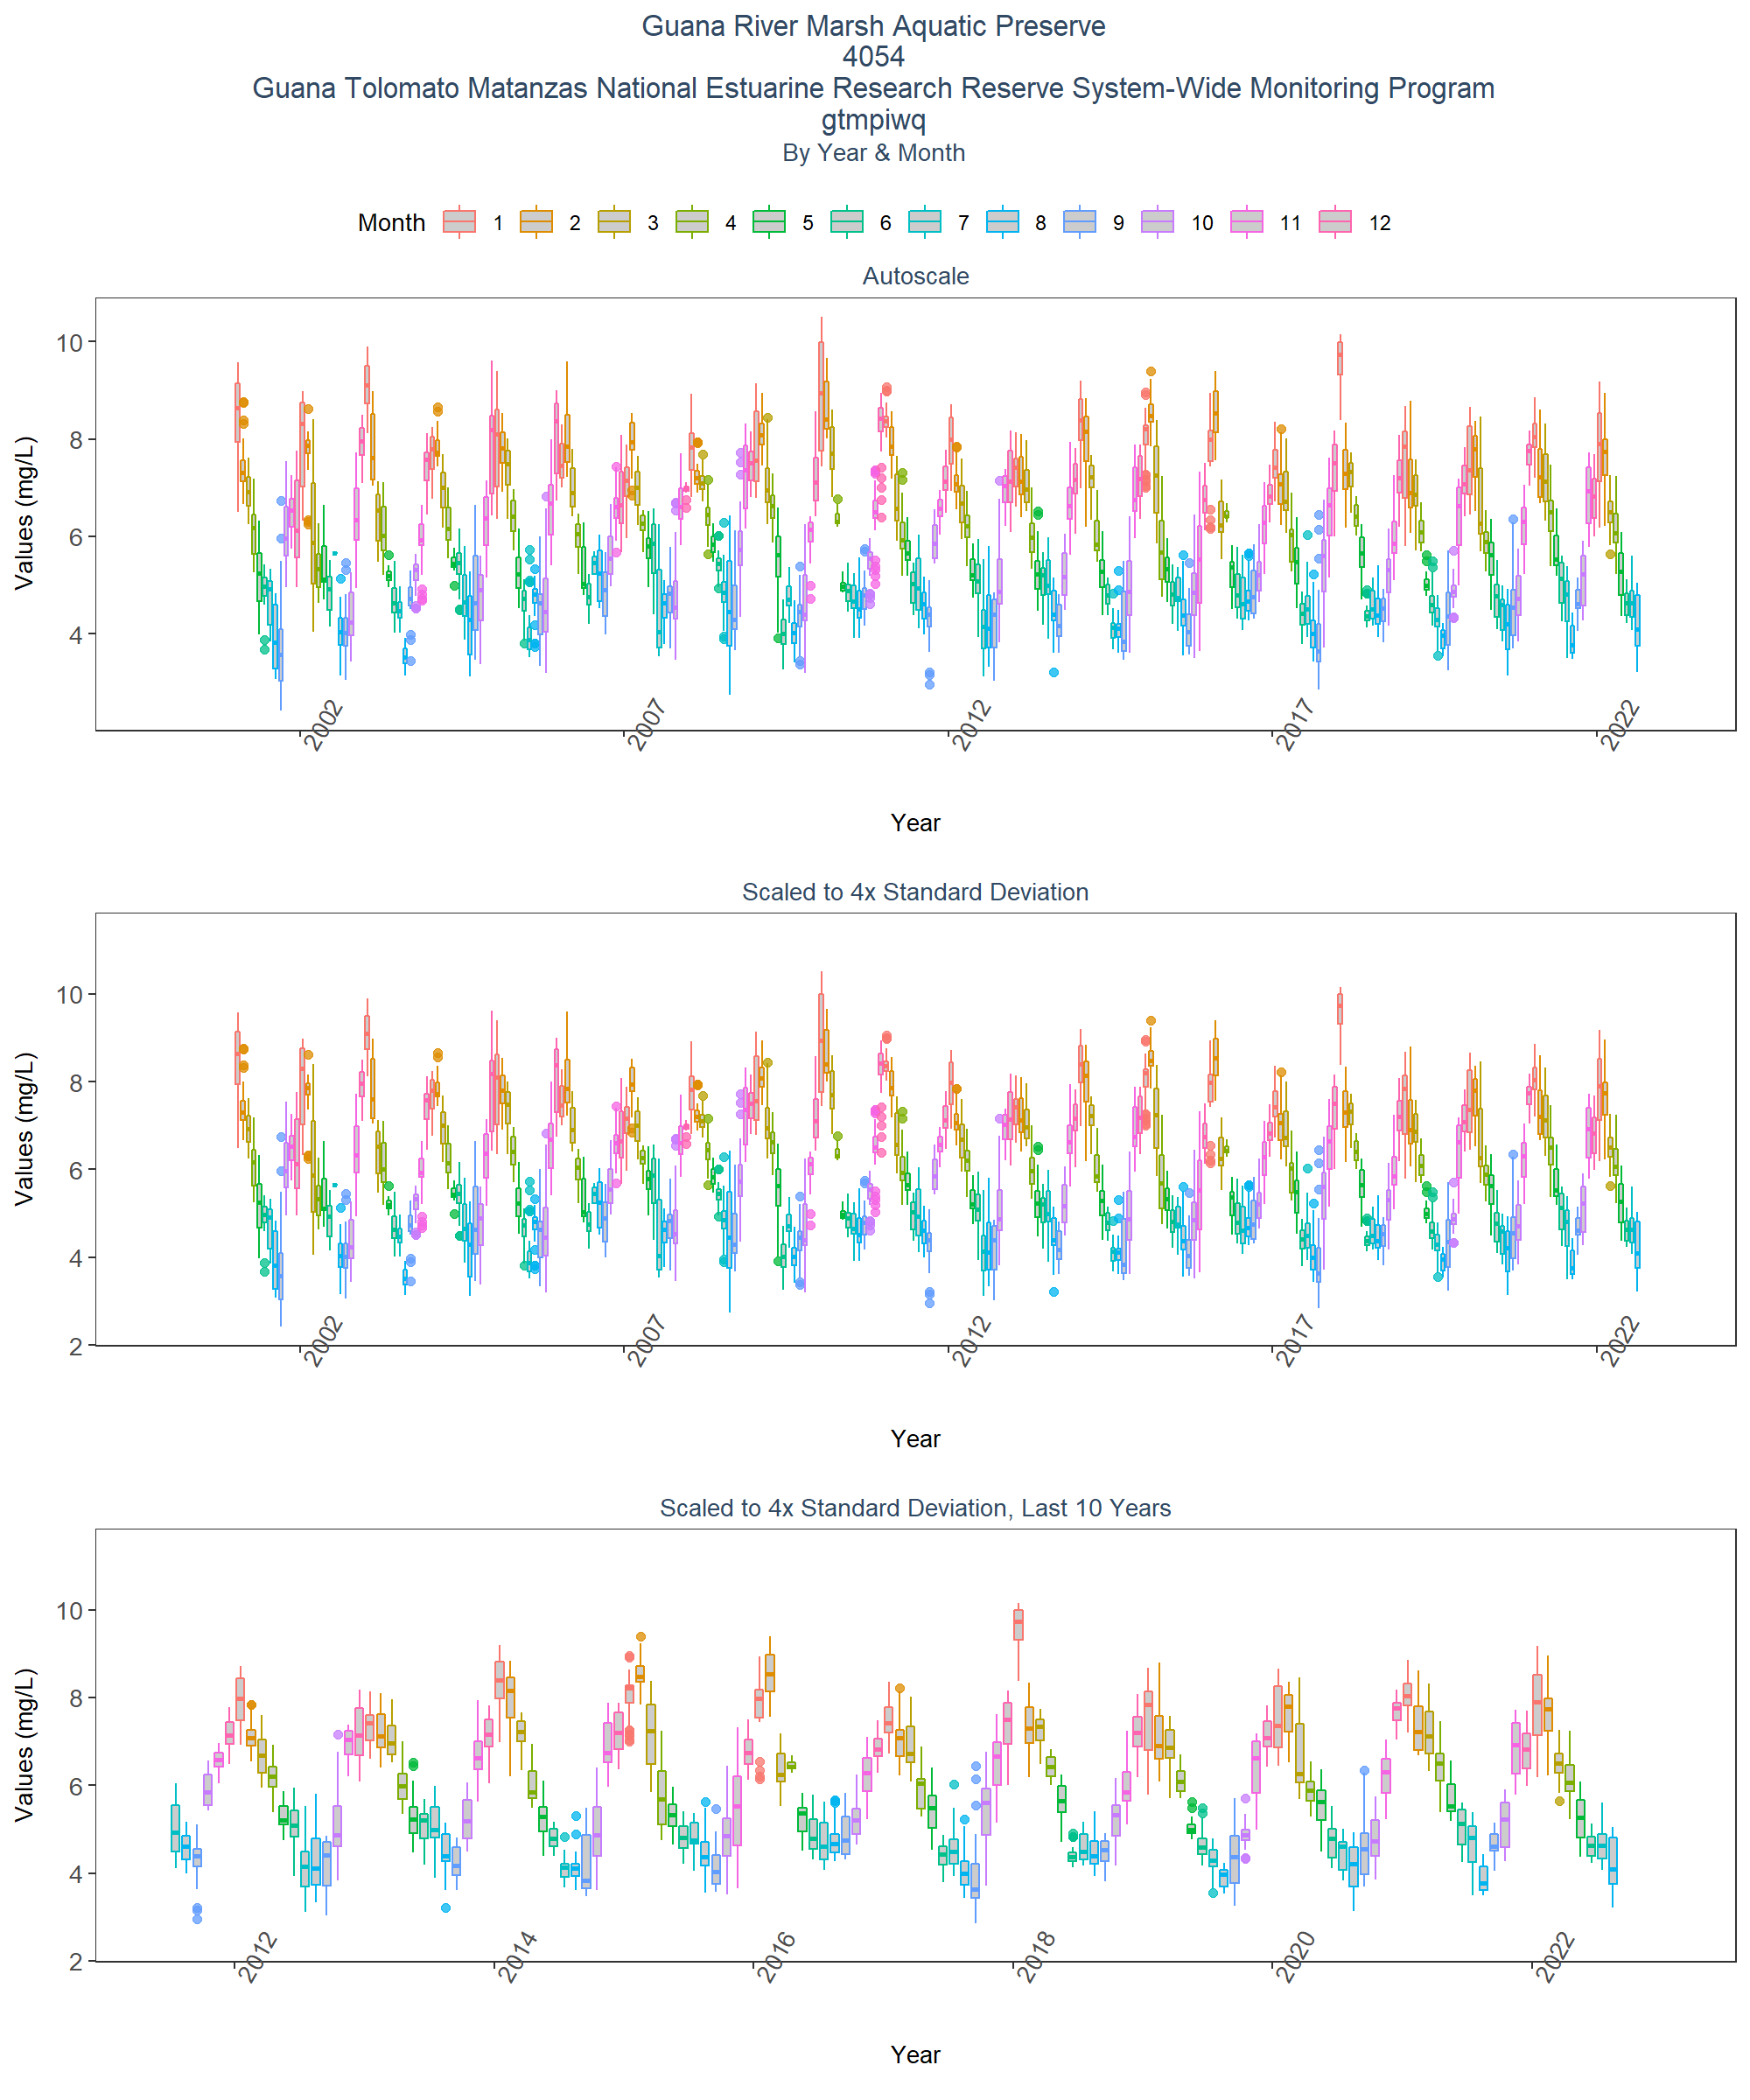 Guana River Marsh Aquatic Preserve
4054
Guana Tolomato Matanzas National Estuarine Research Reserve System-Wide Monitoring Program
gtmpiwq
By Year & Month
Month 1 2 3 4 5 6 7 8 9 10 11 12
Autoscale
Values (mg/L)
10
8
6
4
2002 2007 2012 2017 2022
Year
Scaled to 4x Standard Deviation
Values (mg/L)
10
8
6
4
2
2002 2007 2012 2017 2022
Year
Scaled to 4x Standard Deviation, Last 10 Years
Values (mg/L)
10
8
6
4
2
2012 2014 2016 2018 2020 2022
Year